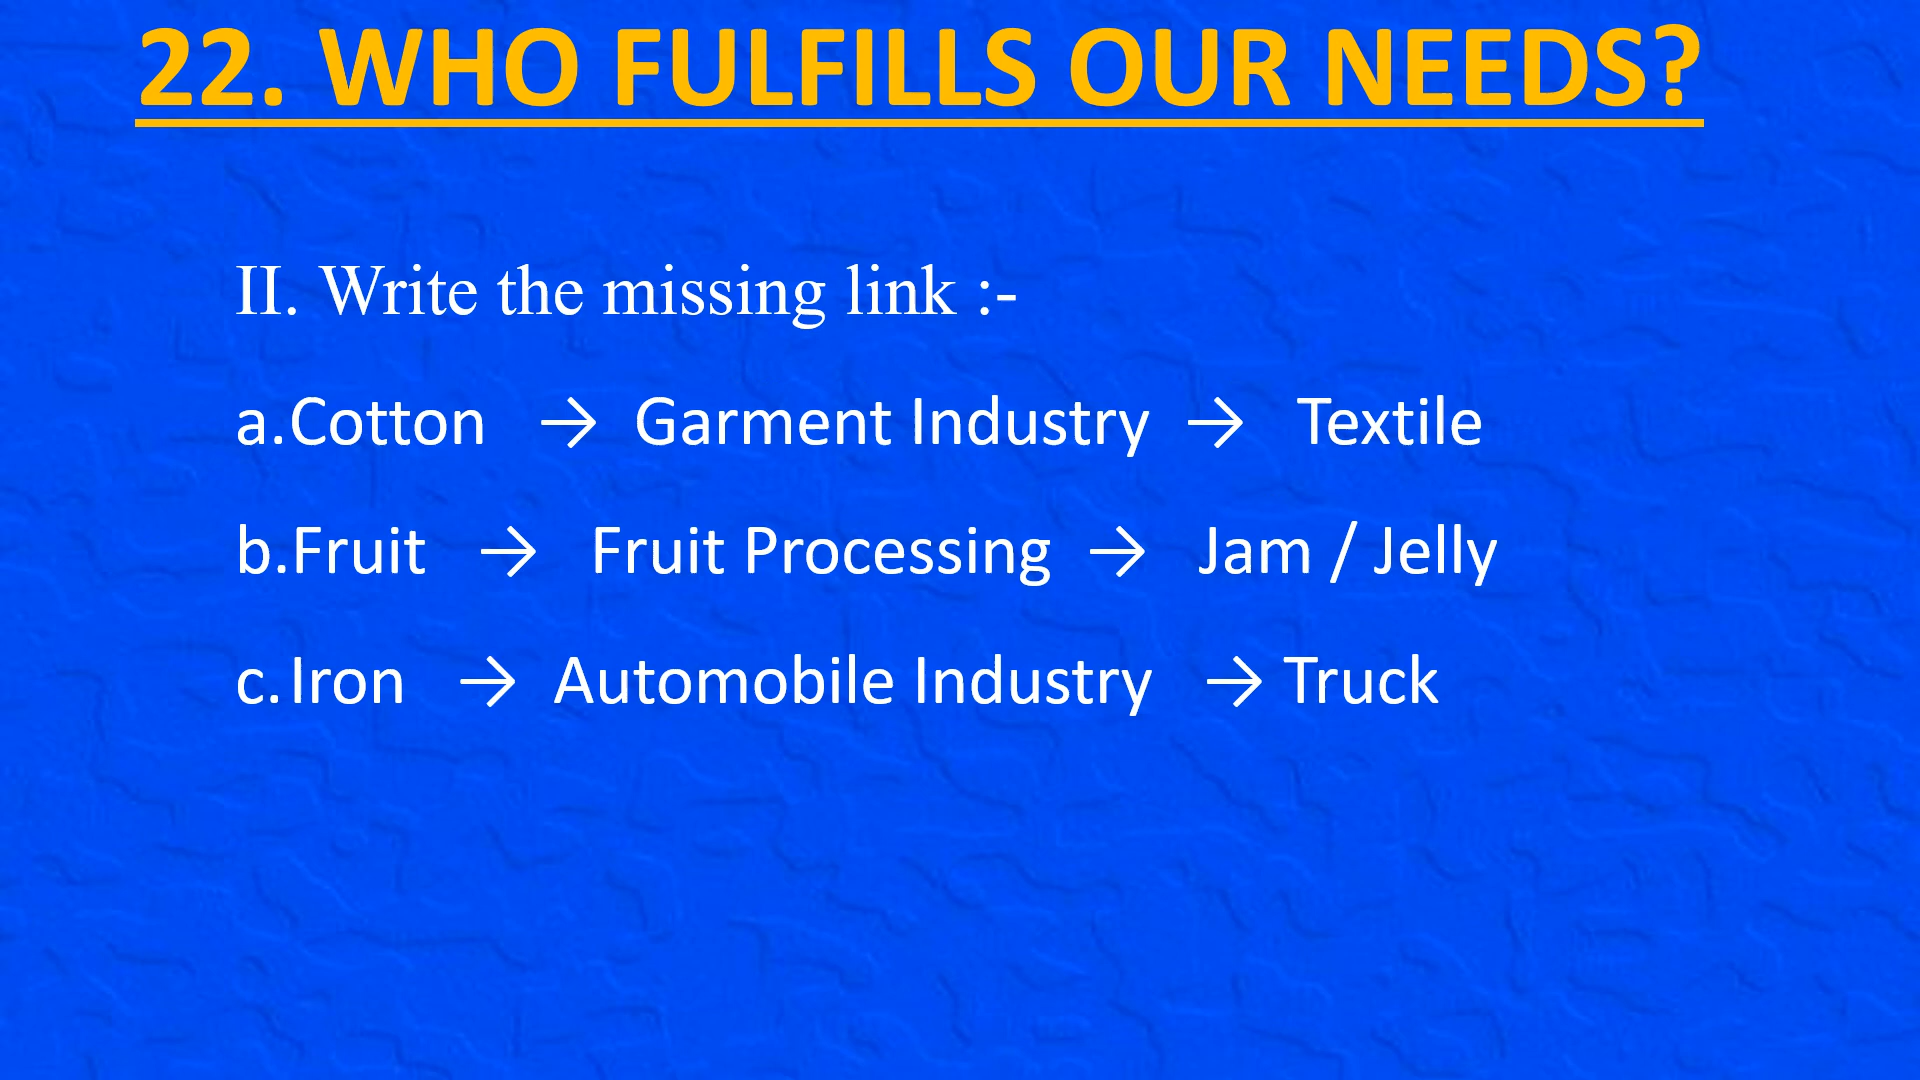 22. WHO FULFILLS OUR NEEDS?
II. Write the missing link :-
a.Cotton → Garment Industry → Textile
b.Fruit → Fruit Processing → Jam / Jelly
c.Iron → Automobile Industry → Truck